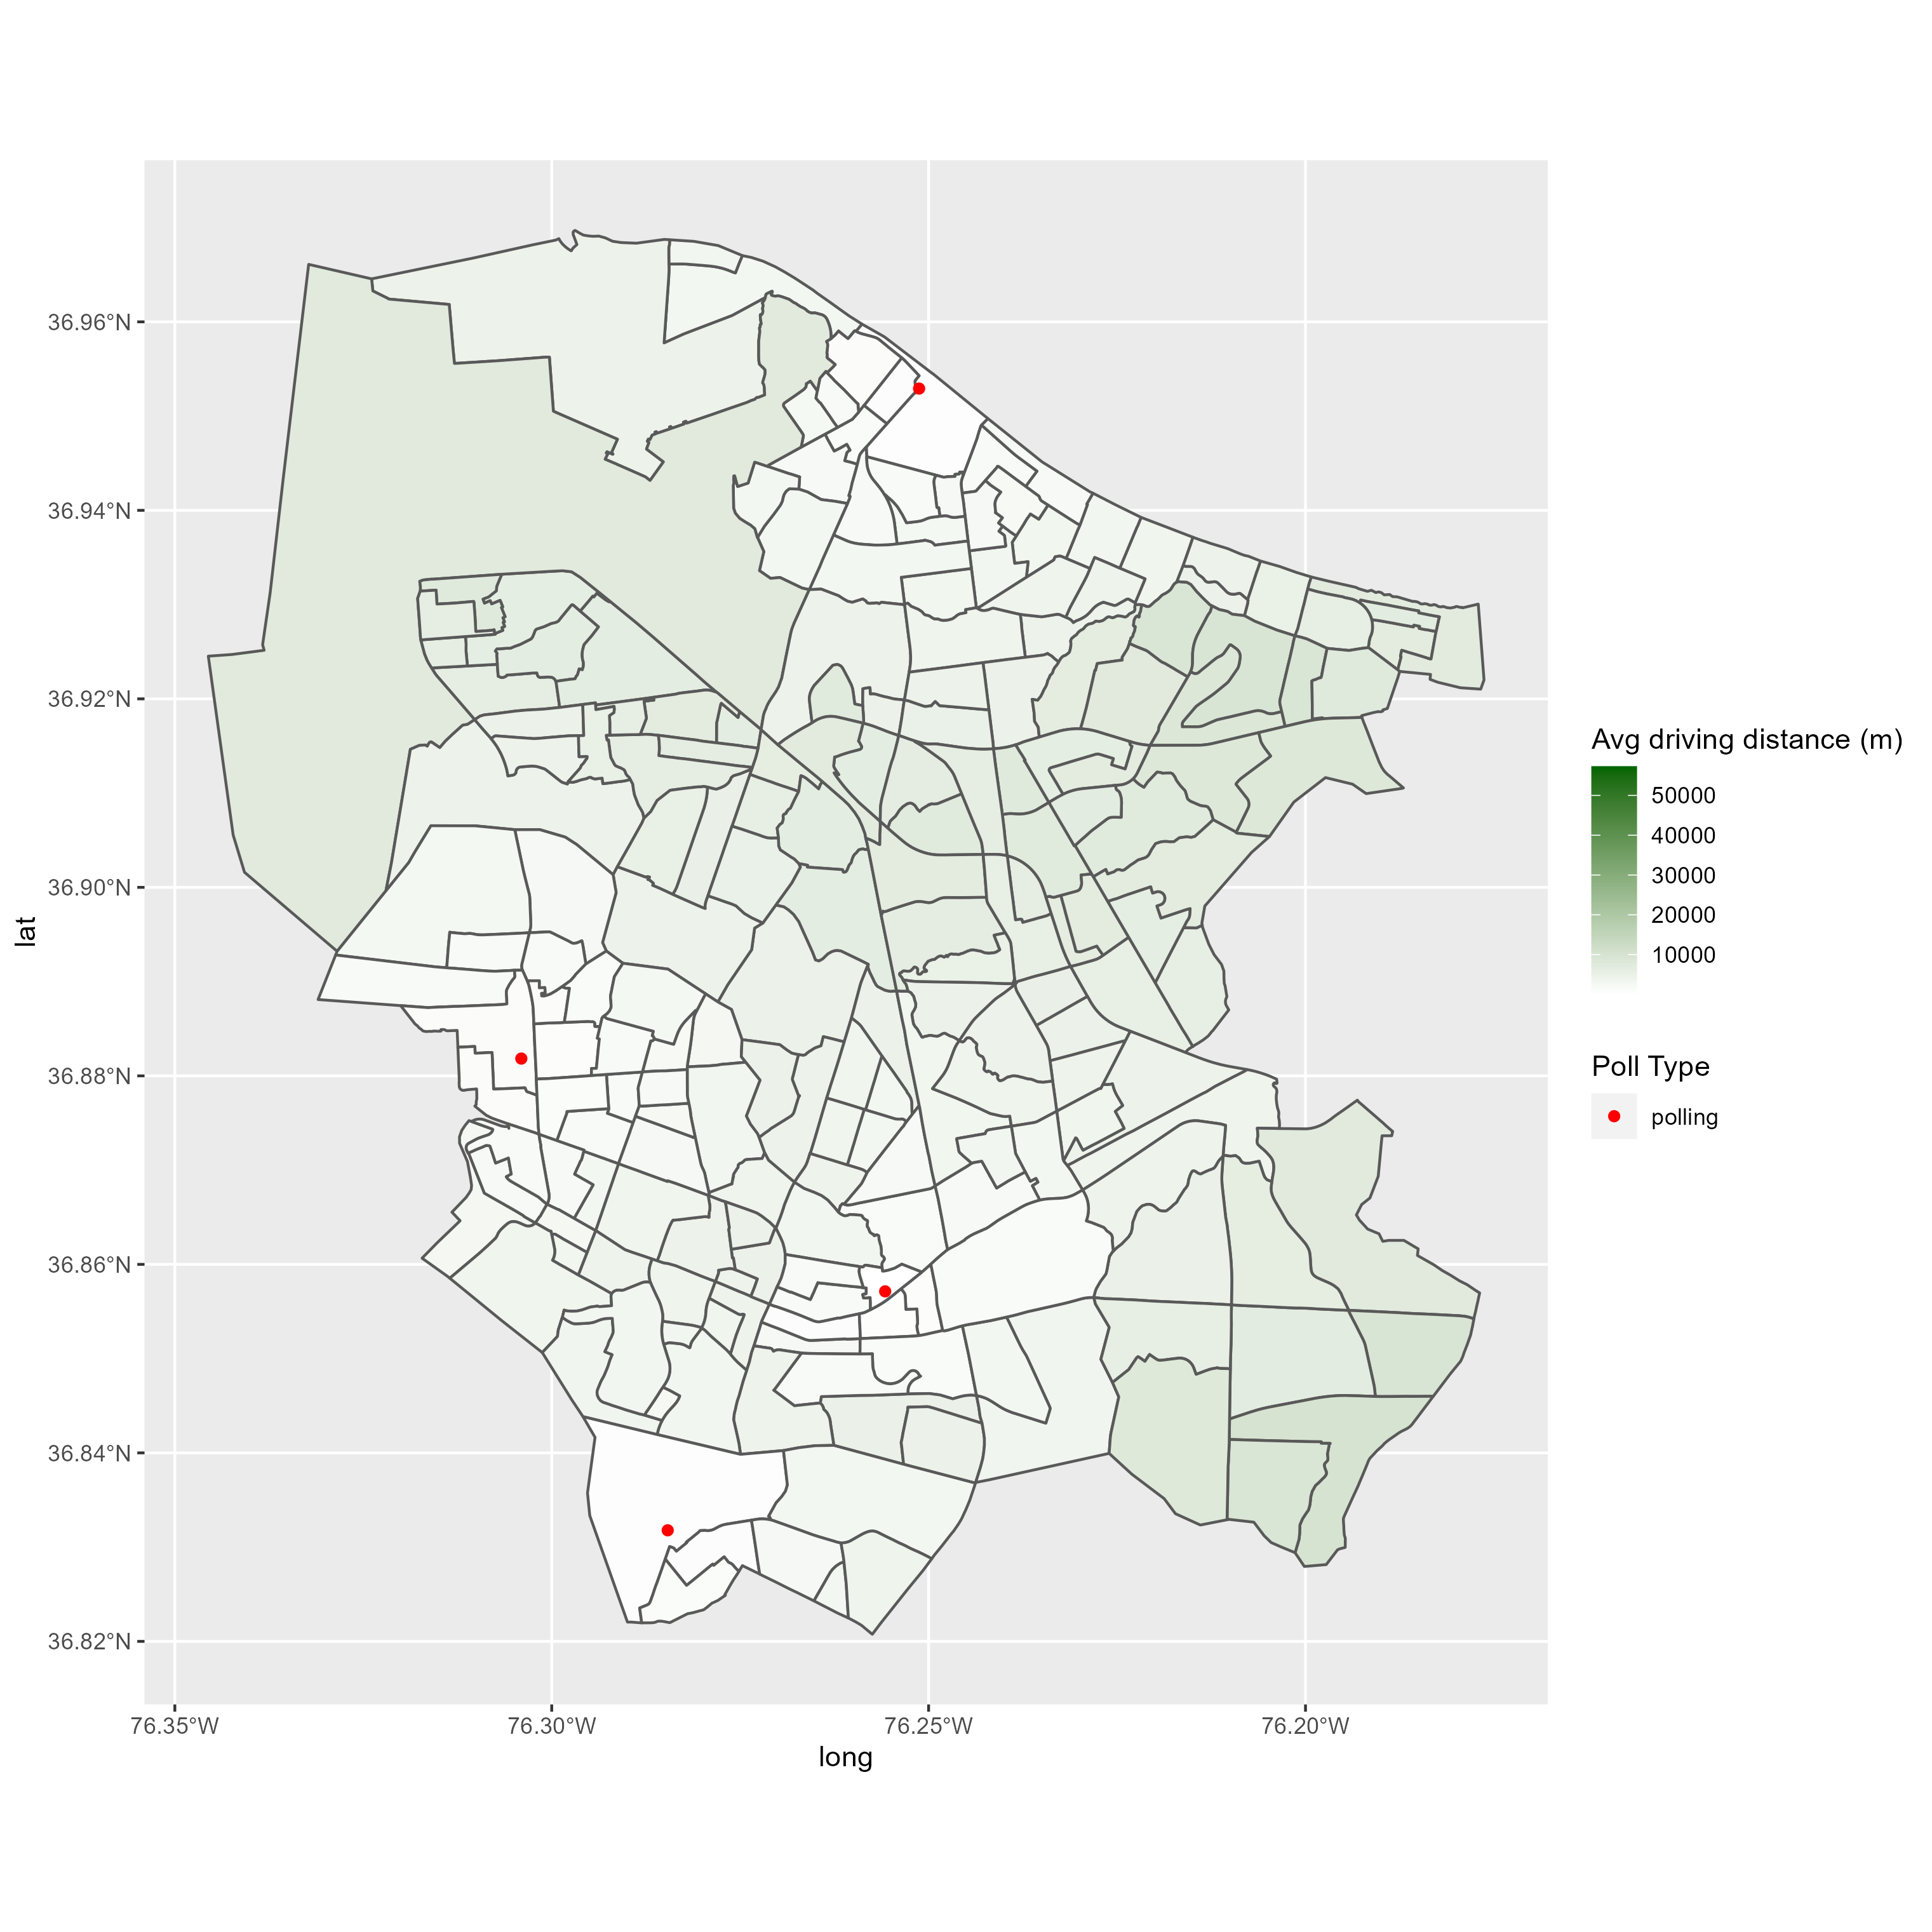 36.96°N
36.94°N
36.92°N
36.90°N
36.88°N
36.86°N
36.84°N
36.82°N
lat
76.35°W
76.30°W
76.25°W
76.20°W
long
Avg driving distance (m)
50000
40000
30000
20000
10000
Poll Type
polling